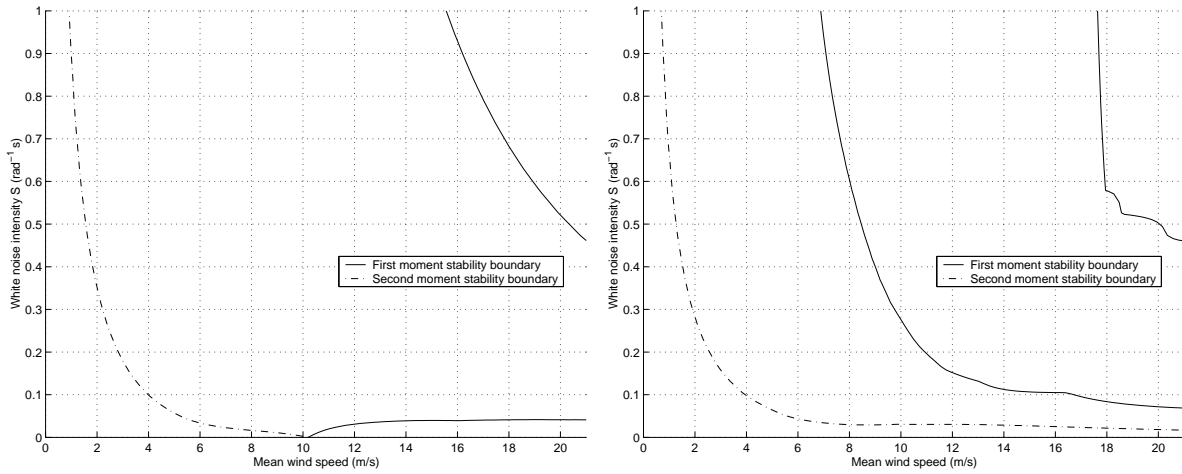 1
0.9
0.8
0.7
0.6
0.5
0.4
0.3
0.2
0.1
0
White noise intensity S (rad⁻¹ s)
First moment stability boundary
Second moment stability boundary
0 2 4 6 8 10 12 14 16 18 20
Mean wind speed (m/s)
1
0.9
0.8
0.7
0.6
0.5
0.4
0.3
0.2
0.1
0
White noise intensity S (rad⁻¹ s)
First moment stability boundary
Second moment stability boundary
0 2 4 6 8 10 12 14 16 18 20
Mean wind speed (m/s)